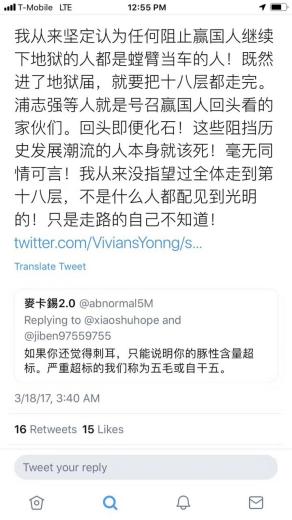 T-Mobile LTE 12:55 PM
我从来坚定认为任何阻止赢国人继续
下地狱的人都是螳臂当车的人！既然
进了地狱届，就要把十八层都走完。
浦志强等人就是号召赢国人回头看的
家伙们。回头即便化石！这些阻挡历
史发展潮流的人本身就该死！毫无同
情可言！我从来没指望过全体走到第
十八层，不是什么人都配见到光明
的！只是走路的自己不知道！
twitter.com/ViviansYonng/s...
Translate Tweet
麥卡錫2.0 @abnormal5M
Replying to @xiaoshuhope and
@jiben97559755
如果你还觉得刺耳，只能说明你的豚性含量超
标。严重超标的我们称为五毛或自干五。
3/18/17, 3:40 AM
16 Retweets 15 Likes
Tweet your reply